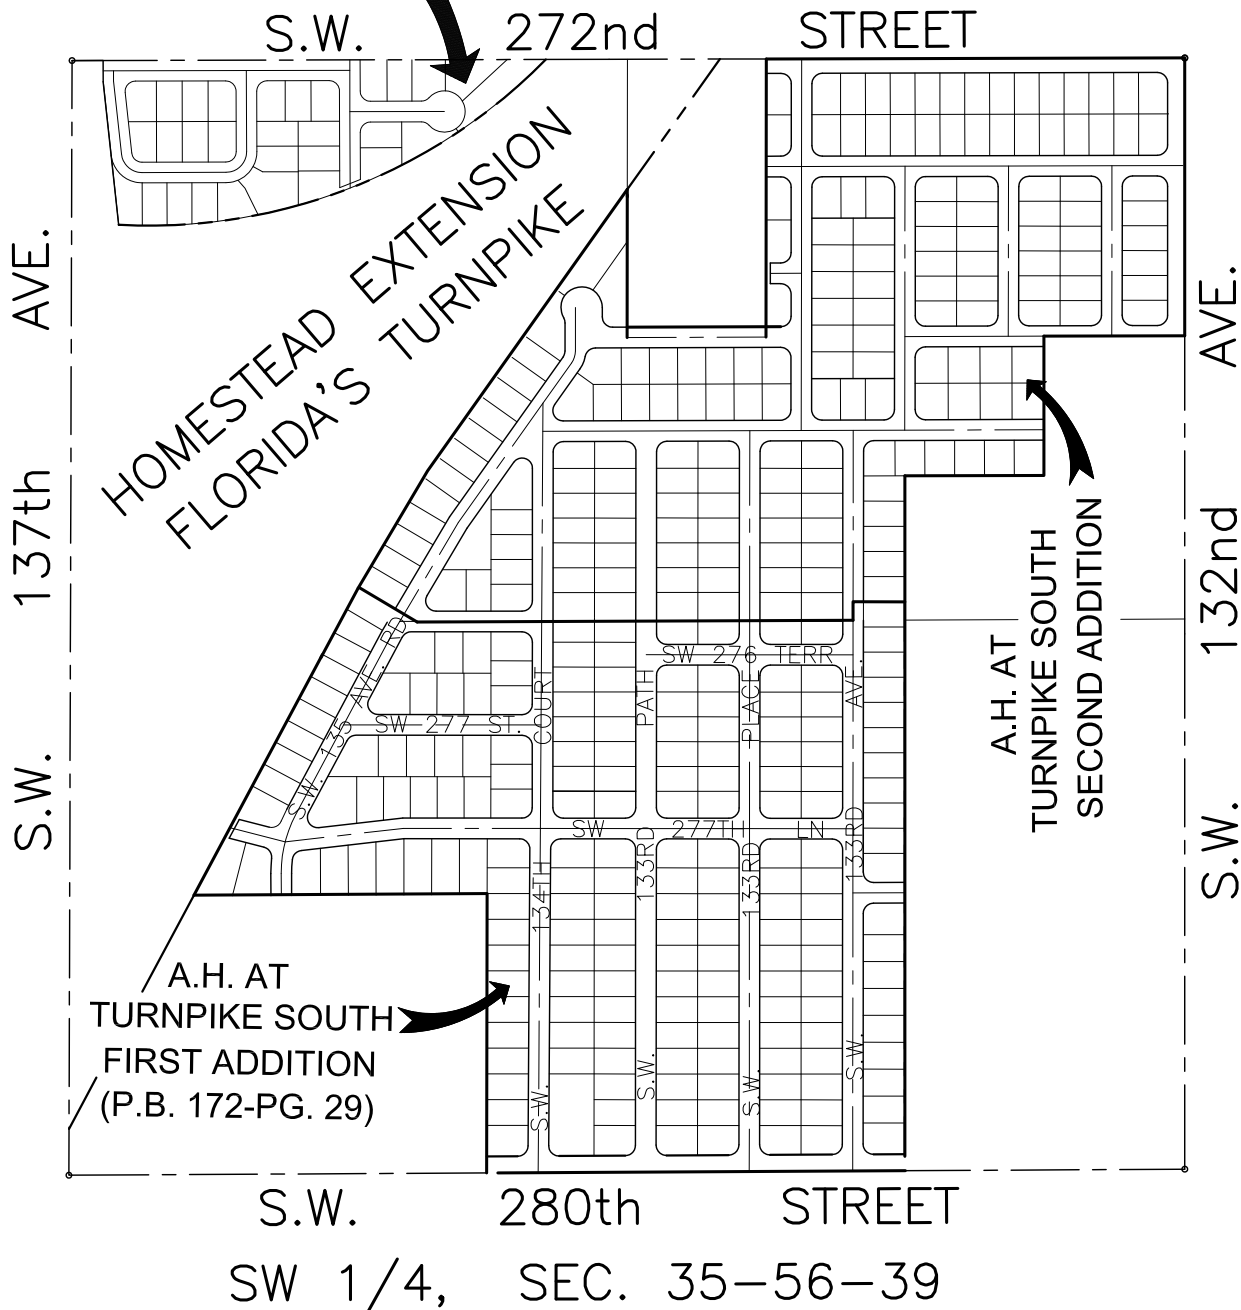 S.W. 272nd STREET
S.W. 137th AVE.
HOMESTEAD EXTENSION
FLORIDA'S TURNPIKE
S.W. 132nd AVE.
A.H. AT
TURNPIKE SOUTH
SECOND ADDITION
SW 276 TERR
S.W. 135 AVE. RD
SW 277 ST.
SW 277TH LN
S.W. 134TH COURT
S.W. 133RD PATH
S.W. 133RD PLACE
S.W. 133RD AVE.
A.H. AT
TURNPIKE SOUTH
FIRST ADDITION
(P.B. 172-PG. 29)
S.W. 280th STREET
SW 1/4, SEC. 35-56-39